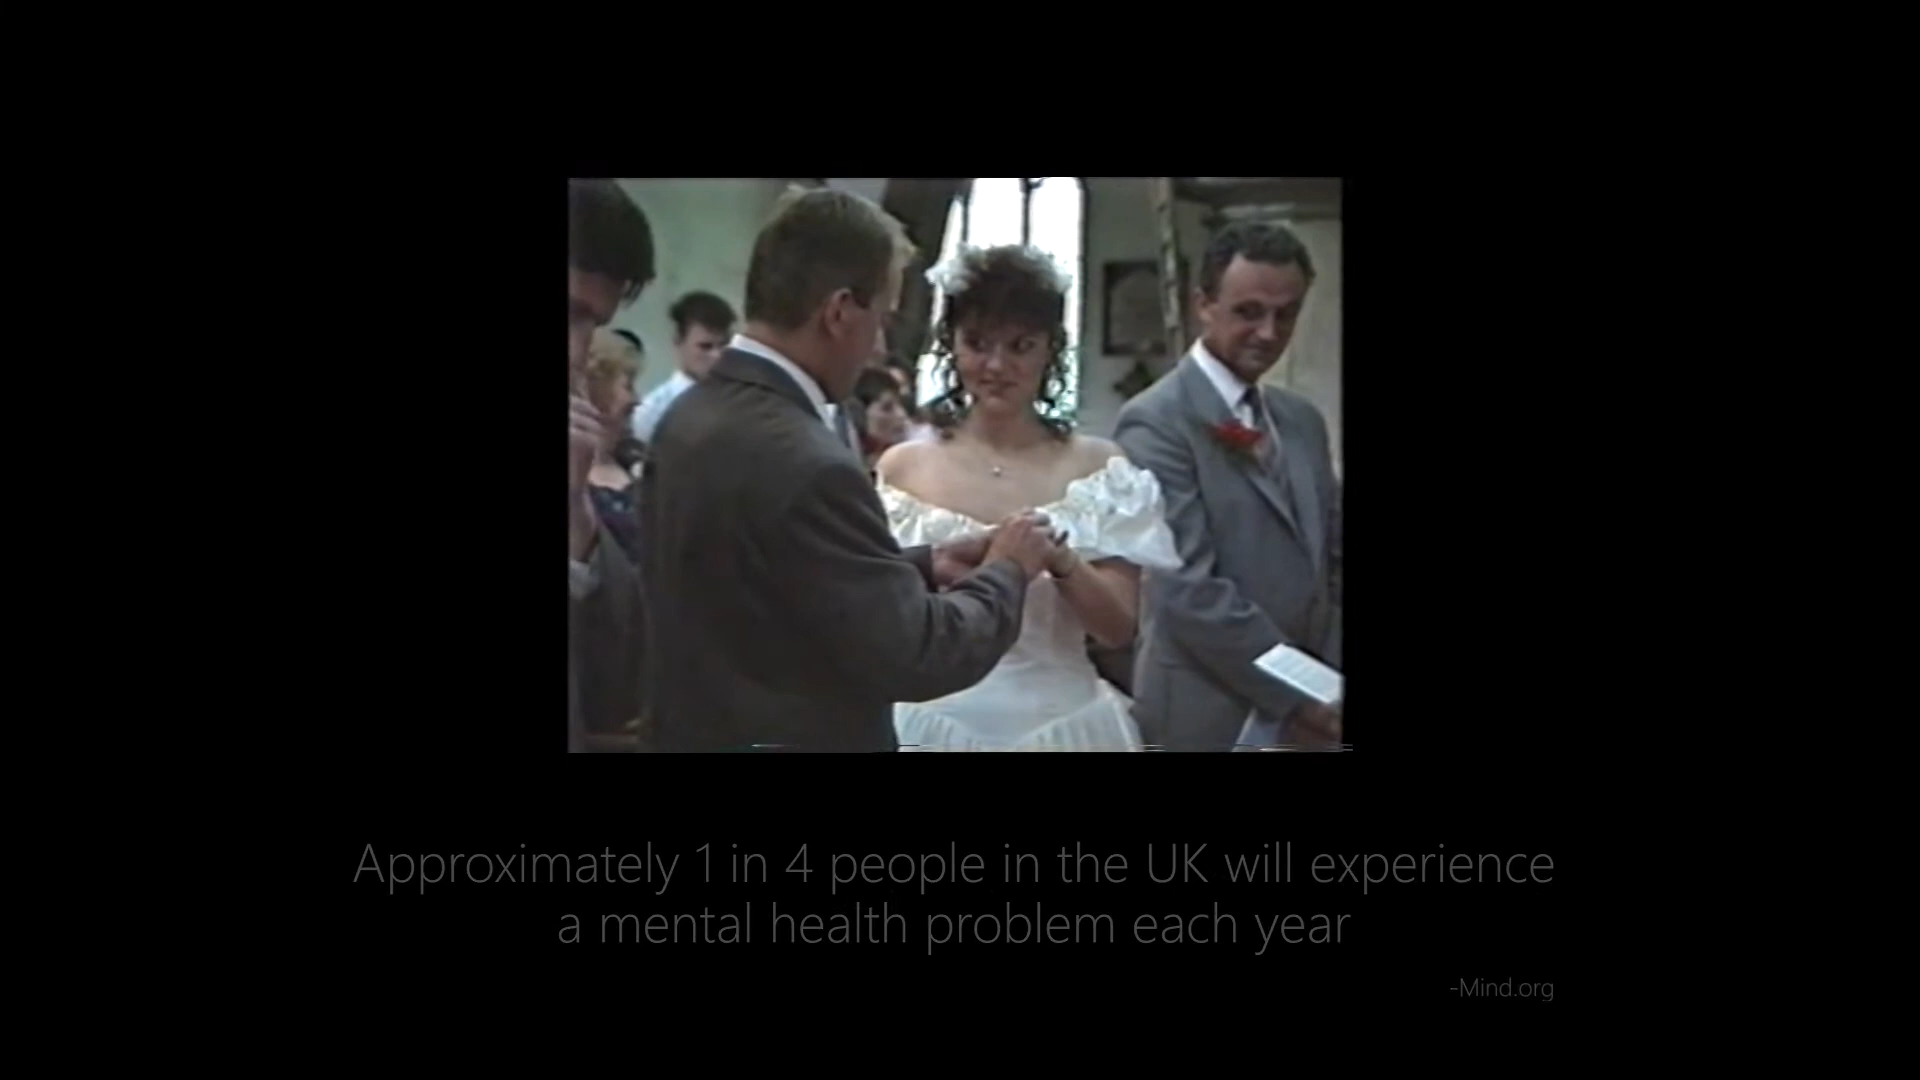 Approximately 1 in 4 people in the UK will experience
a mental health problem each year
-Mind.org